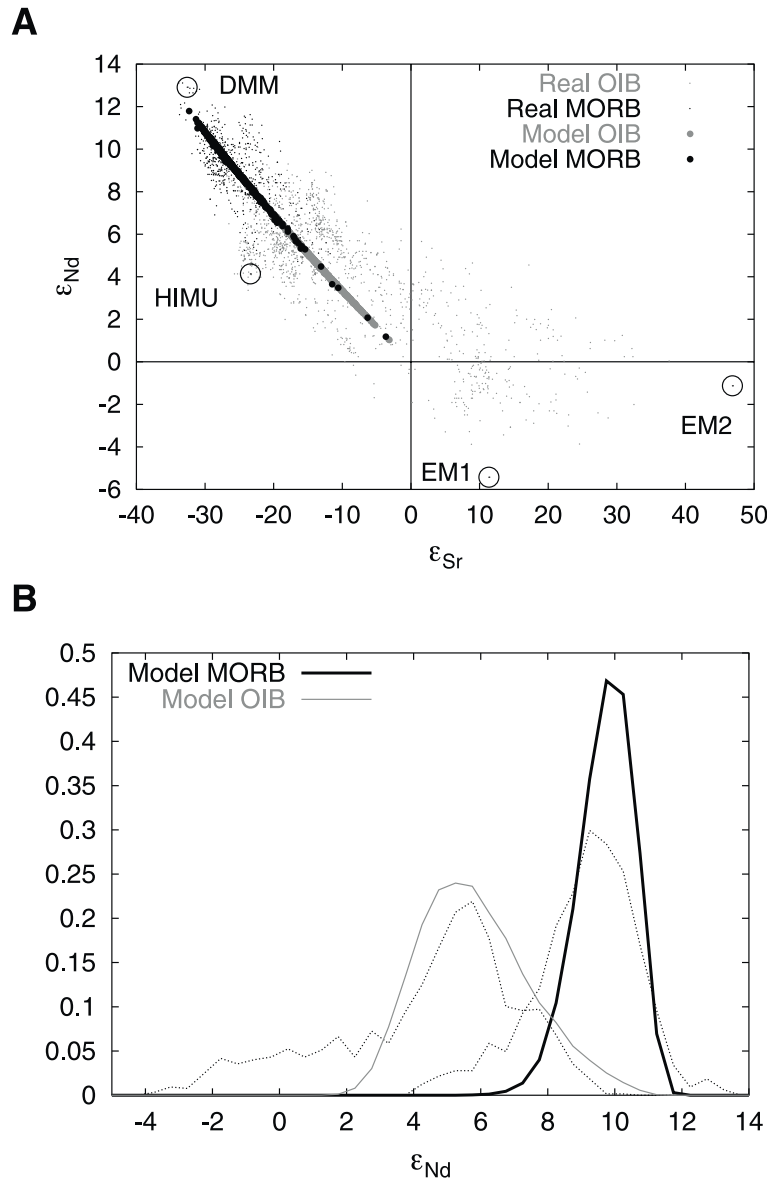 A
14
12
10
8
6
4
2
0
-2
-4
-6
εNd
DMM
HIMU
EM1
EM2
Real OIB
Real MORB
Model OIB
Model MORB
-40 -30 -20 -10 0 10 20 30 40 50
εSr
B
0.5
0.45
0.4
0.35
0.3
0.25
0.2
0.15
0.1
0.05
0
Model MORB
Model OIB
-4 -2 0 2 4 6 8 10 12 14
εNd